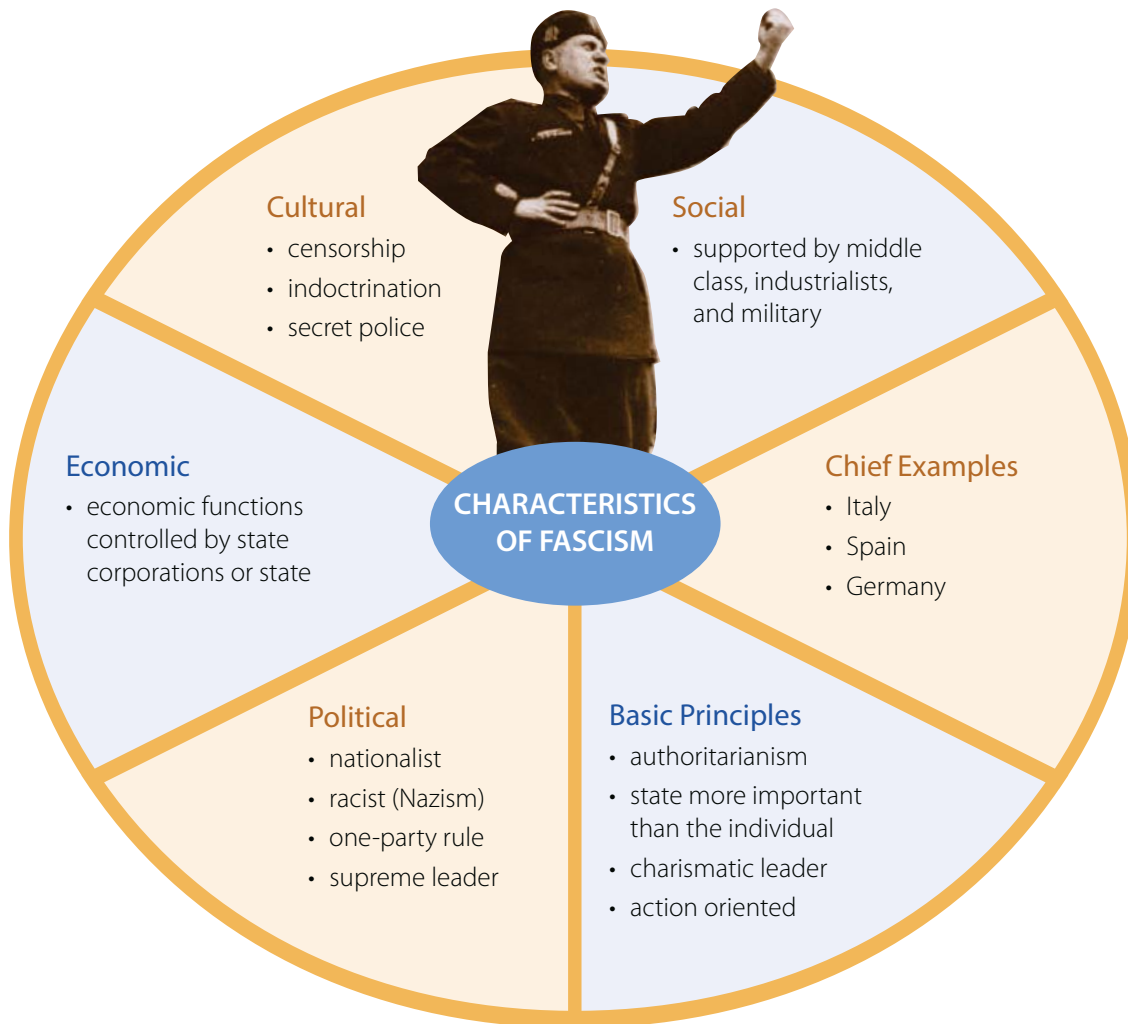 Cultural
• censorship
• indoctrination
• secret police
Social
• supported by middle
class, industrialists,
and military
Economic
• economic functions
controlled by state
corporations or state
CHARACTERISTICS
OF FASCISM
Chief Examples
• Italy
• Spain
• Germany
Political
• nationalist
• racist (Nazism)
• one-party rule
• supreme leader
Basic Principles
• authoritarianism
• state more important
than the individual
• charismatic leader
• action oriented